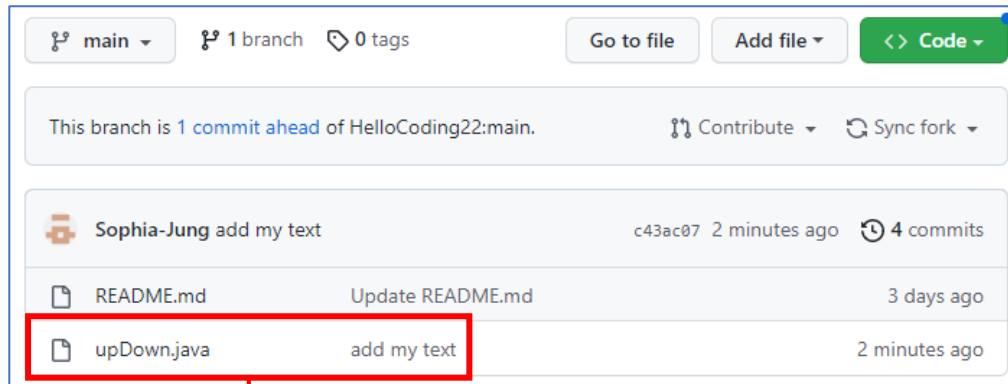 main 1 branch 0 tags Go to file Add file <> Code
This branch is 1 commit ahead of HelloCoding22:main. Contribute Sync fork
Sophia-Jung add my text c43ac07 2 minutes ago 4 commits
README.md Update README.md 3 days ago
upDown.java add my text 2 minutes ago